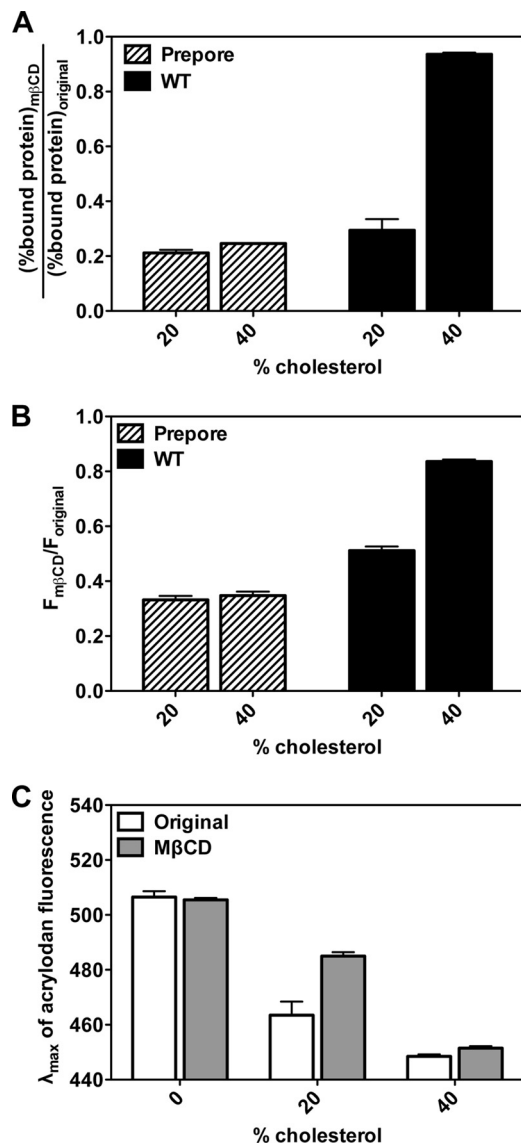 A
(%bound protein)mβCD
(%bound protein)original
1.0
0.8
0.6
0.4
0.2
0.0
Prepore
WT
20
40
20
40
% cholesterol
B
FmβCD/Foriginal
1.0
0.8
0.6
0.4
0.2
0.0
Prepore
WT
20
40
20
40
% cholesterol
C
λmax of acrylodan fluorescence
540
520
500
480
460
440
Original
MβCD
0
20
40
% cholesterol